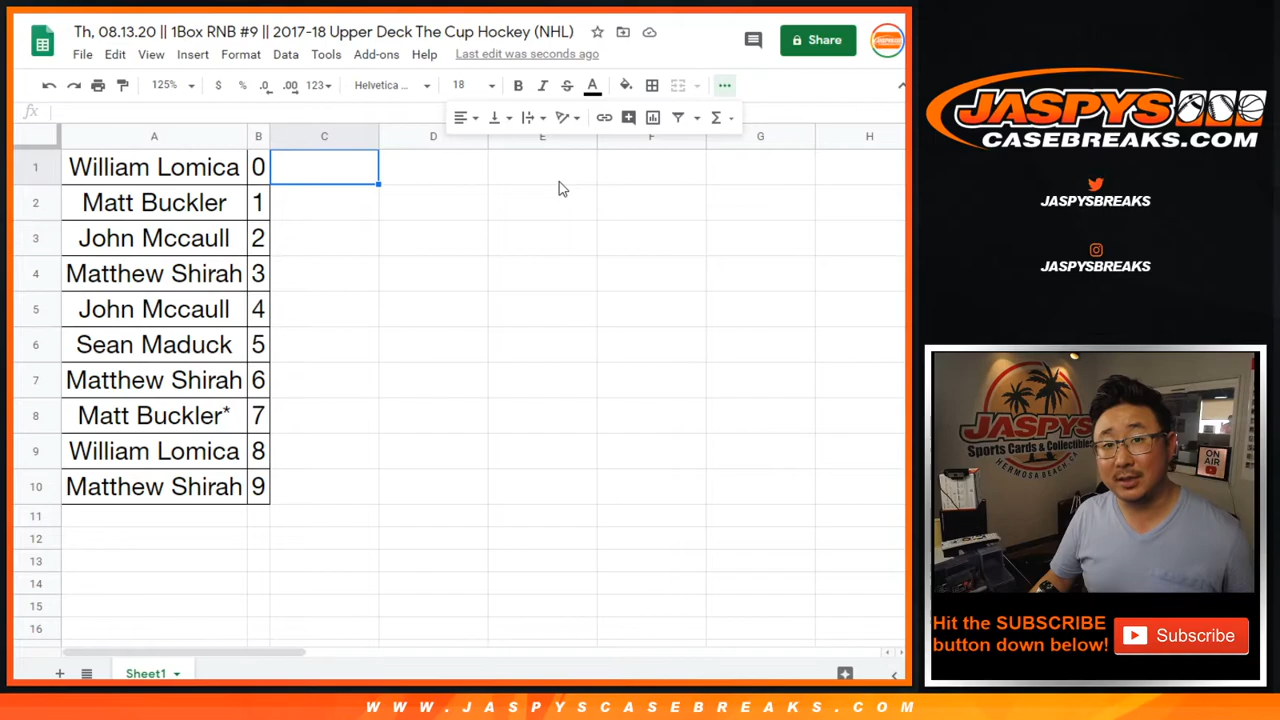 Th, 08.13.20 || 1Box RNB #9 || 2017-18 Upper Deck The Cup Hockey (NHL)
File Edit View Insert Format Data Tools Add-ons Help Last edit was seconds ago
Share
125% $ % .0 .00 123 Helvetica ... 18 B I S A
fx
A B C D E F G H
1 William Lomica 0
2 Matt Buckler 1
3 John Mccaull 2
4 Matthew Shirah 3
5 John Mccaull 4
6 Sean Maduck 5
7 Matthew Shirah 6
8 Matt Buckler* 7
9 William Lomica 8
10 Matthew Shirah 9
11
12
13
14
15
16
Sheet1
JASPYS
CASEBREAKS.COM
JASPYSBREAKS
JASPYSBREAKS
JASPYS
Sports Cards & Collectibles
HERMOSA BEACH, CA
ON AIR
Hit the SUBSCRIBE
button down below!
Subscribe
WWW.JASPYSCASEBREAKS.COM